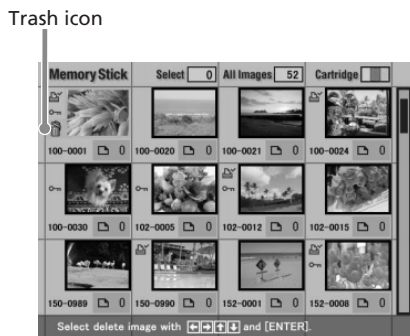 Trash icon
Memory Stick Select 0 All Images 52 Cartridge
100-0001 0 100-0020 0 100-0021 0 100-0024 0
100-0030 0 102-0005 0 102-0012 0 102-0015 0
150-0989 0 150-0990 0 152-0001 0 152-0008 0
Select delete image with ←→↑↓ and [ENTER].